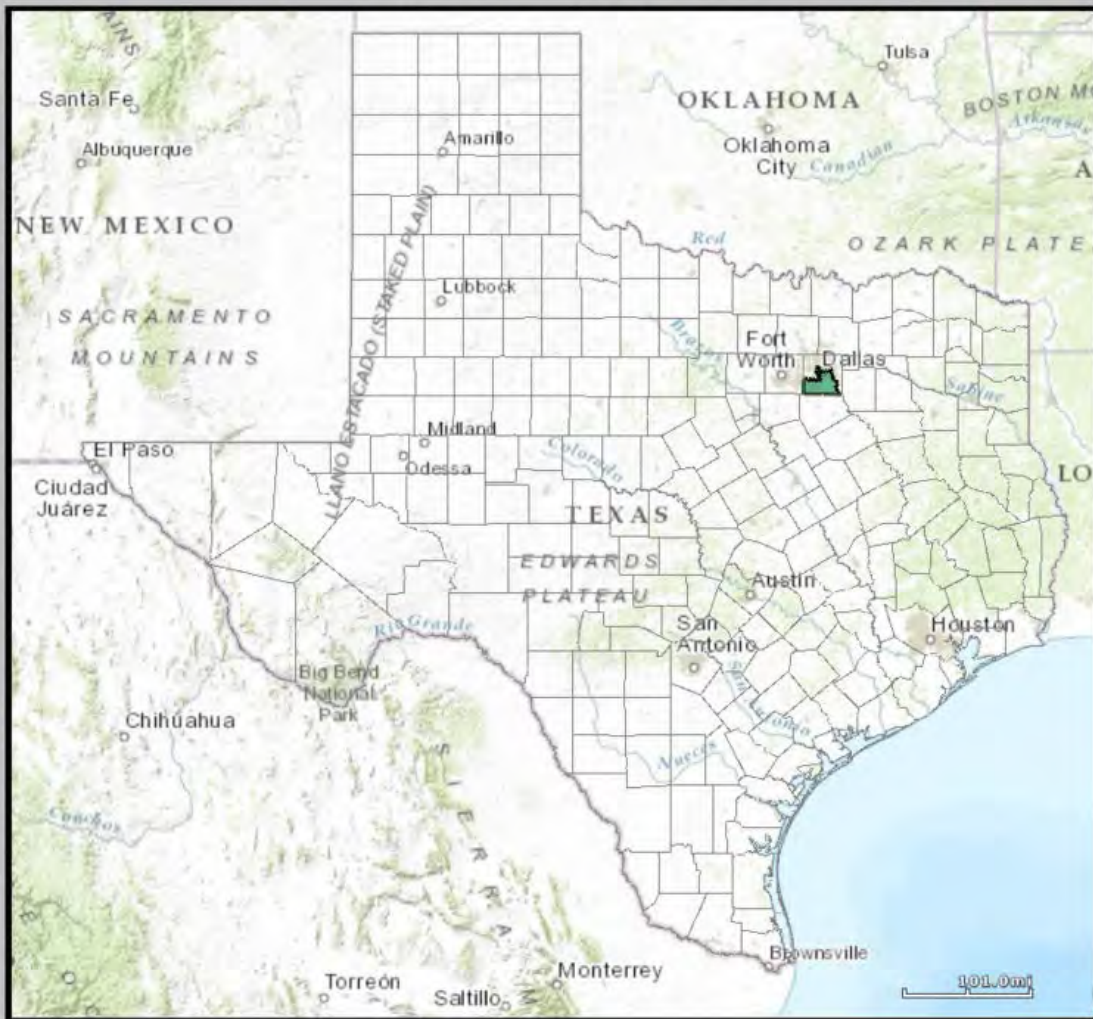 AINS
Tulsa
Santa Fe
OKLAHOMA
BOSTON MO
Arkansas
Amarillo
Oklahoma
City
Albuquerque
Canadian
A
NEW MEXICO
LLANO ESTACADO (STAKED PLAIN)
Red
OZARK PLATE
Lubbock
SACRAMENTO
MOUNTAINS
Brazos
Fort
Worth
Dallas
Sabine
Midland
Odessa
Colorado
El Paso
LO
Ciudad
Juárez
TEXAS
EDWARDS
PLATEAU
Austin
Rio Grande
San
Antonio
Houston
Big Bend
National
Park
San Antonio
Chihuahua
Nueces
SIERRA M
Conchos
Brownsville
Monterrey
Torreón
Saltillo
101.0mi
E
O
C